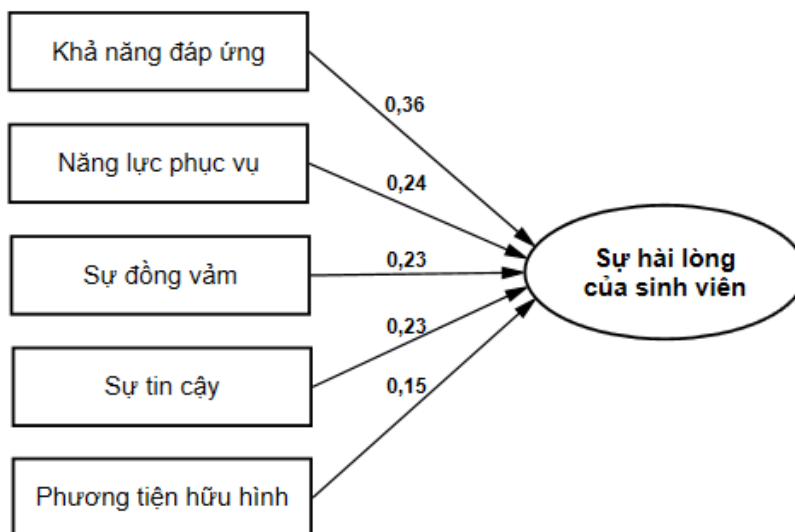 Khả năng đáp ứng
0,36
Năng lực phục vụ
0,24
Sự đồng vảm
0,23
Sự hài lòng
của sinh viên
Sự tin cậy
0,23
Phương tiện hữu hình
0,15